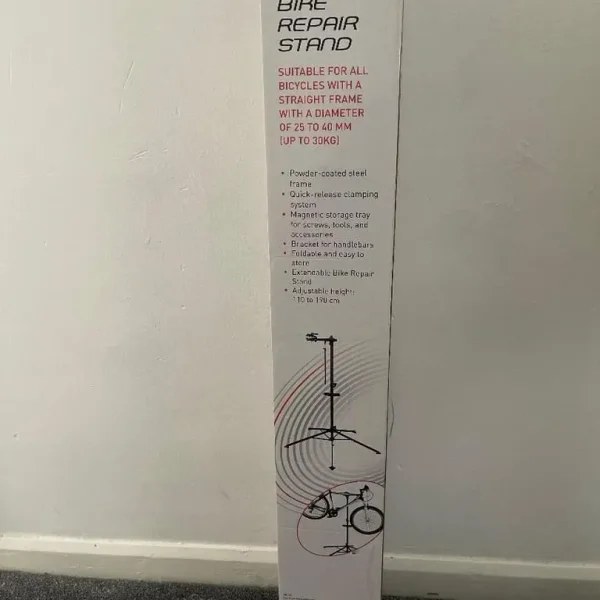 BIKE
REPAIR
STAND
SUITABLE FOR ALL
BICYCLES WITH A
STRAIGHT FRAME
WITH A DIAMETER
OF 25 TO 40 MM
(UP TO 30KG)
• Powder-coated steel
frame
• Quick-release clamping
system
• Magnetic storage tray
for screws, tools, and
accessories
• Bracket for handlebars
• Foldable and easy to
store
• Extendable Bike Repair
Stand
• Adjustable height:
110 to 190 cm